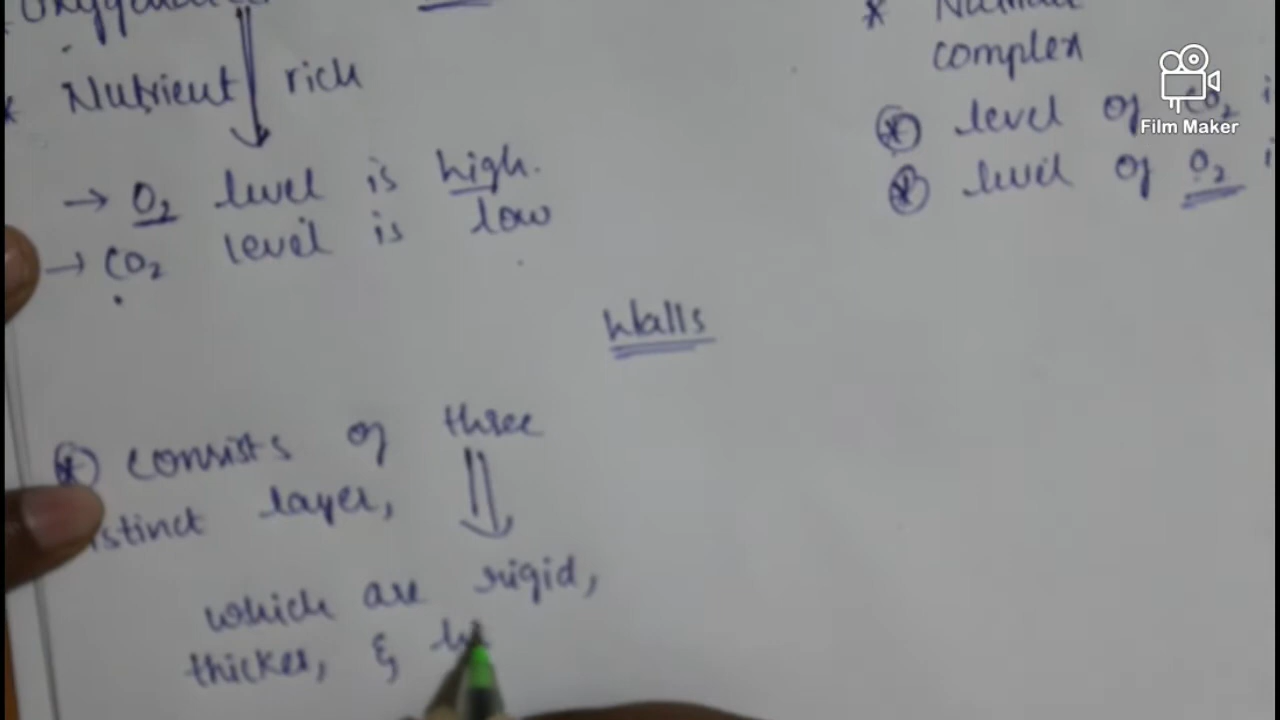 * Nutrient rich
→ O₂ level is high.
→ CO₂ level is low
complex
level of CO₂
level of O₂
Film Maker
Walls
consists of three
layer,
which are rigid,
thicker, &